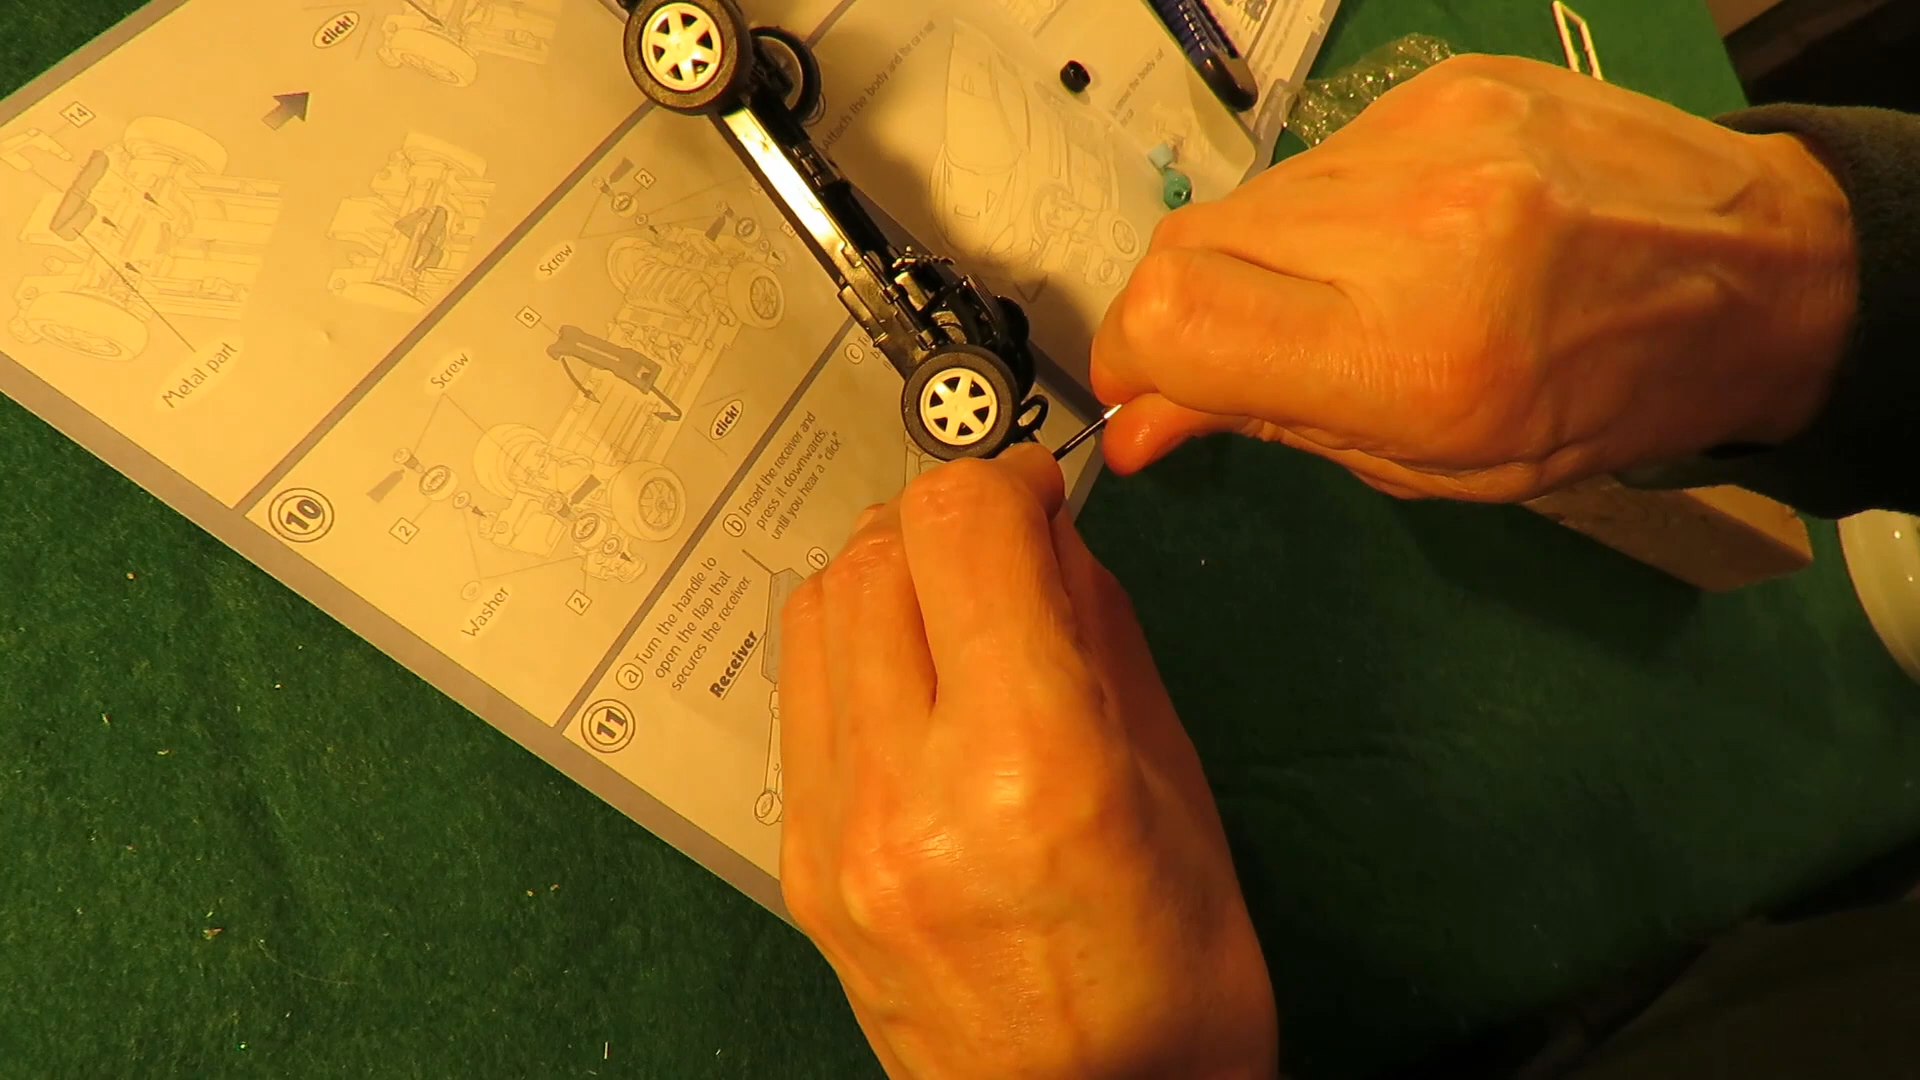 click!
14
Metal part
10
Screw
2
2
9
Screw
click!
2
Washer
2
11
a Turn the handle to
open the flap that
secures the receiver.
Receiver
b Insert the receiver and
press it downwards,
until you hear a "click"
b
c
Attach the body and the